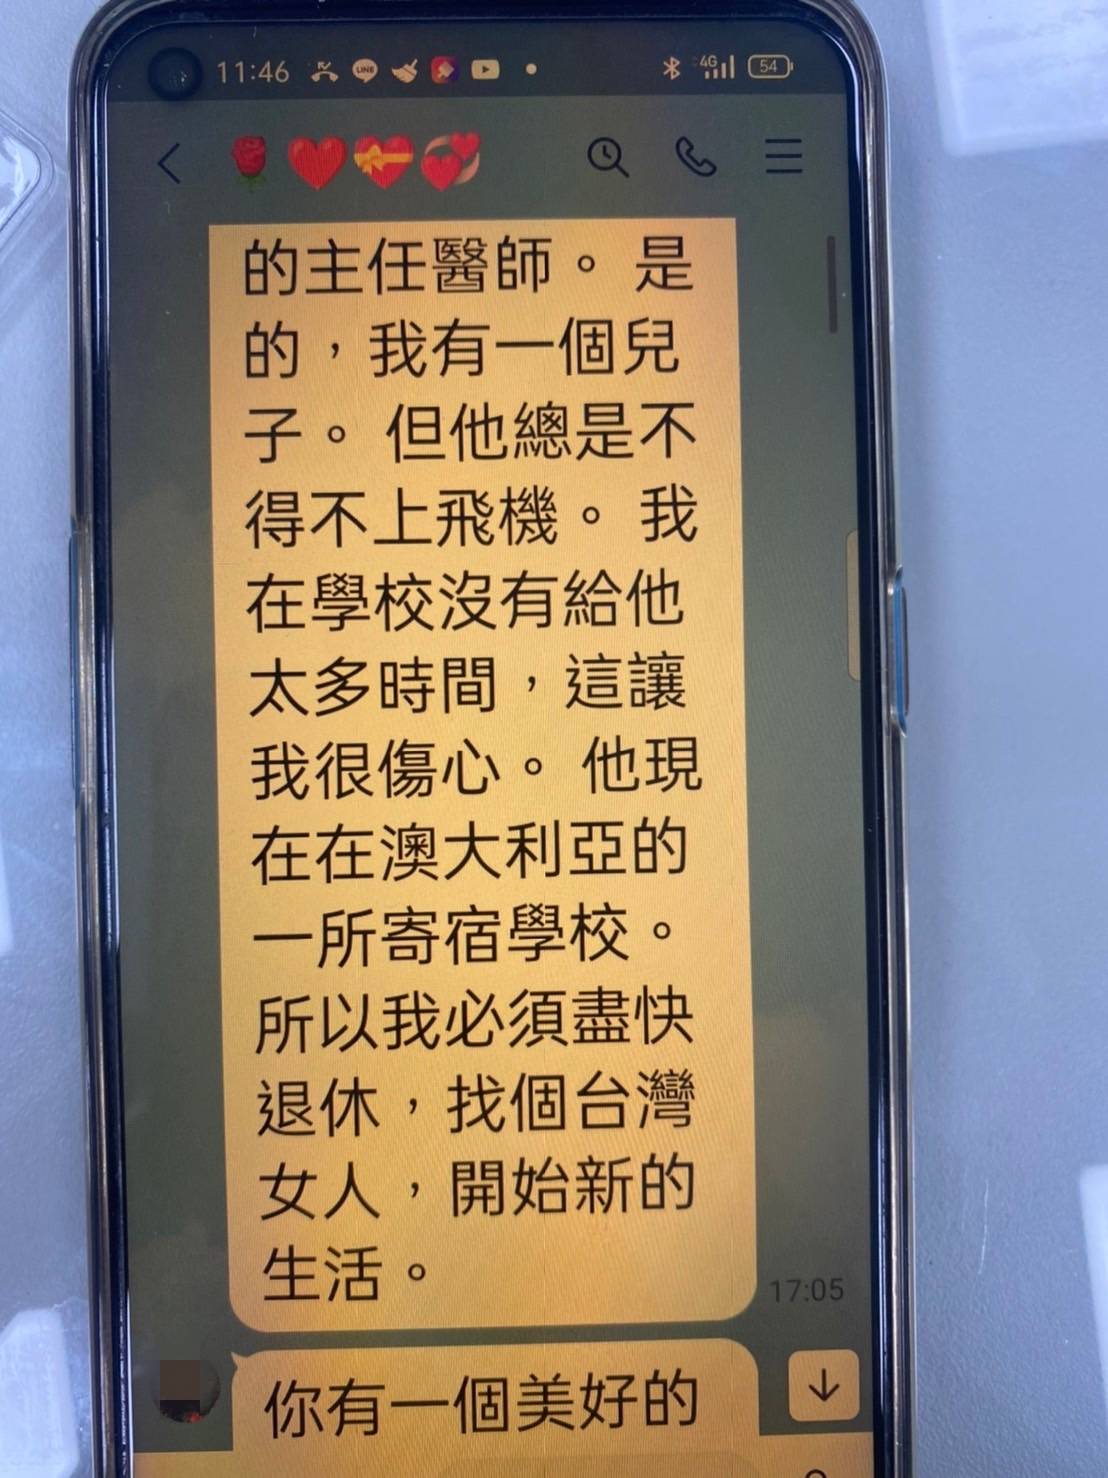 11:46 LINE 4G 54
的主任醫師。 是
的，我有一個兒
子。 但他總是不
得不上飛機。 我
在學校沒有給他
太多時間，這讓
我很傷心。 他現
在在澳大利亞的
一所寄宿學校。
所以我必須盡快
退休，找個台灣
女人，開始新的
生活。
17:05
你有一個美好的